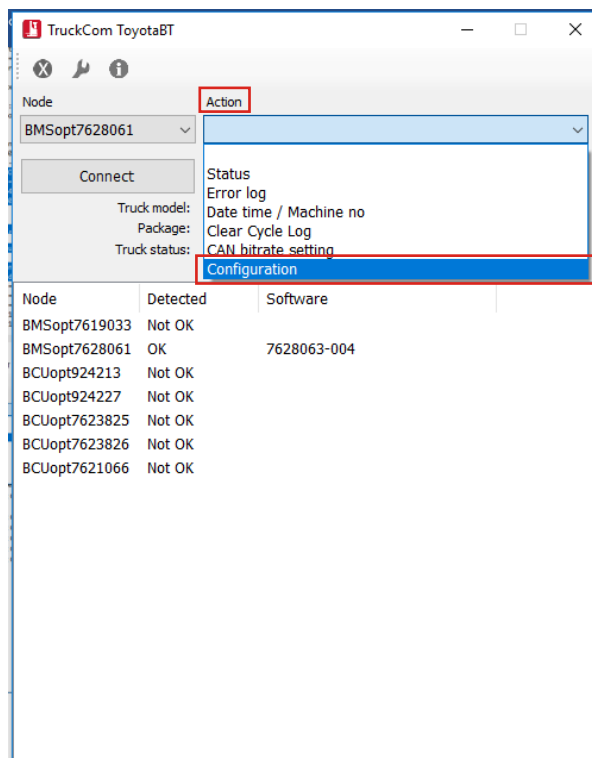 TruckCom ToyotaBT
Node Action
BMSopt7628061
Connect
Status
Error log
Truck model: Date time / Machine no
Package: Clear Cycle Log
Truck status: CAN bitrate setting
Configuration
Node Detected Software
BMSopt7619033 Not OK
BMSopt7628061 OK 7628063-004
BCUopt924213 Not OK
BCUopt924227 Not OK
BCUopt7623825 Not OK
BCUopt7623826 Not OK
BCUopt7621066 Not OK